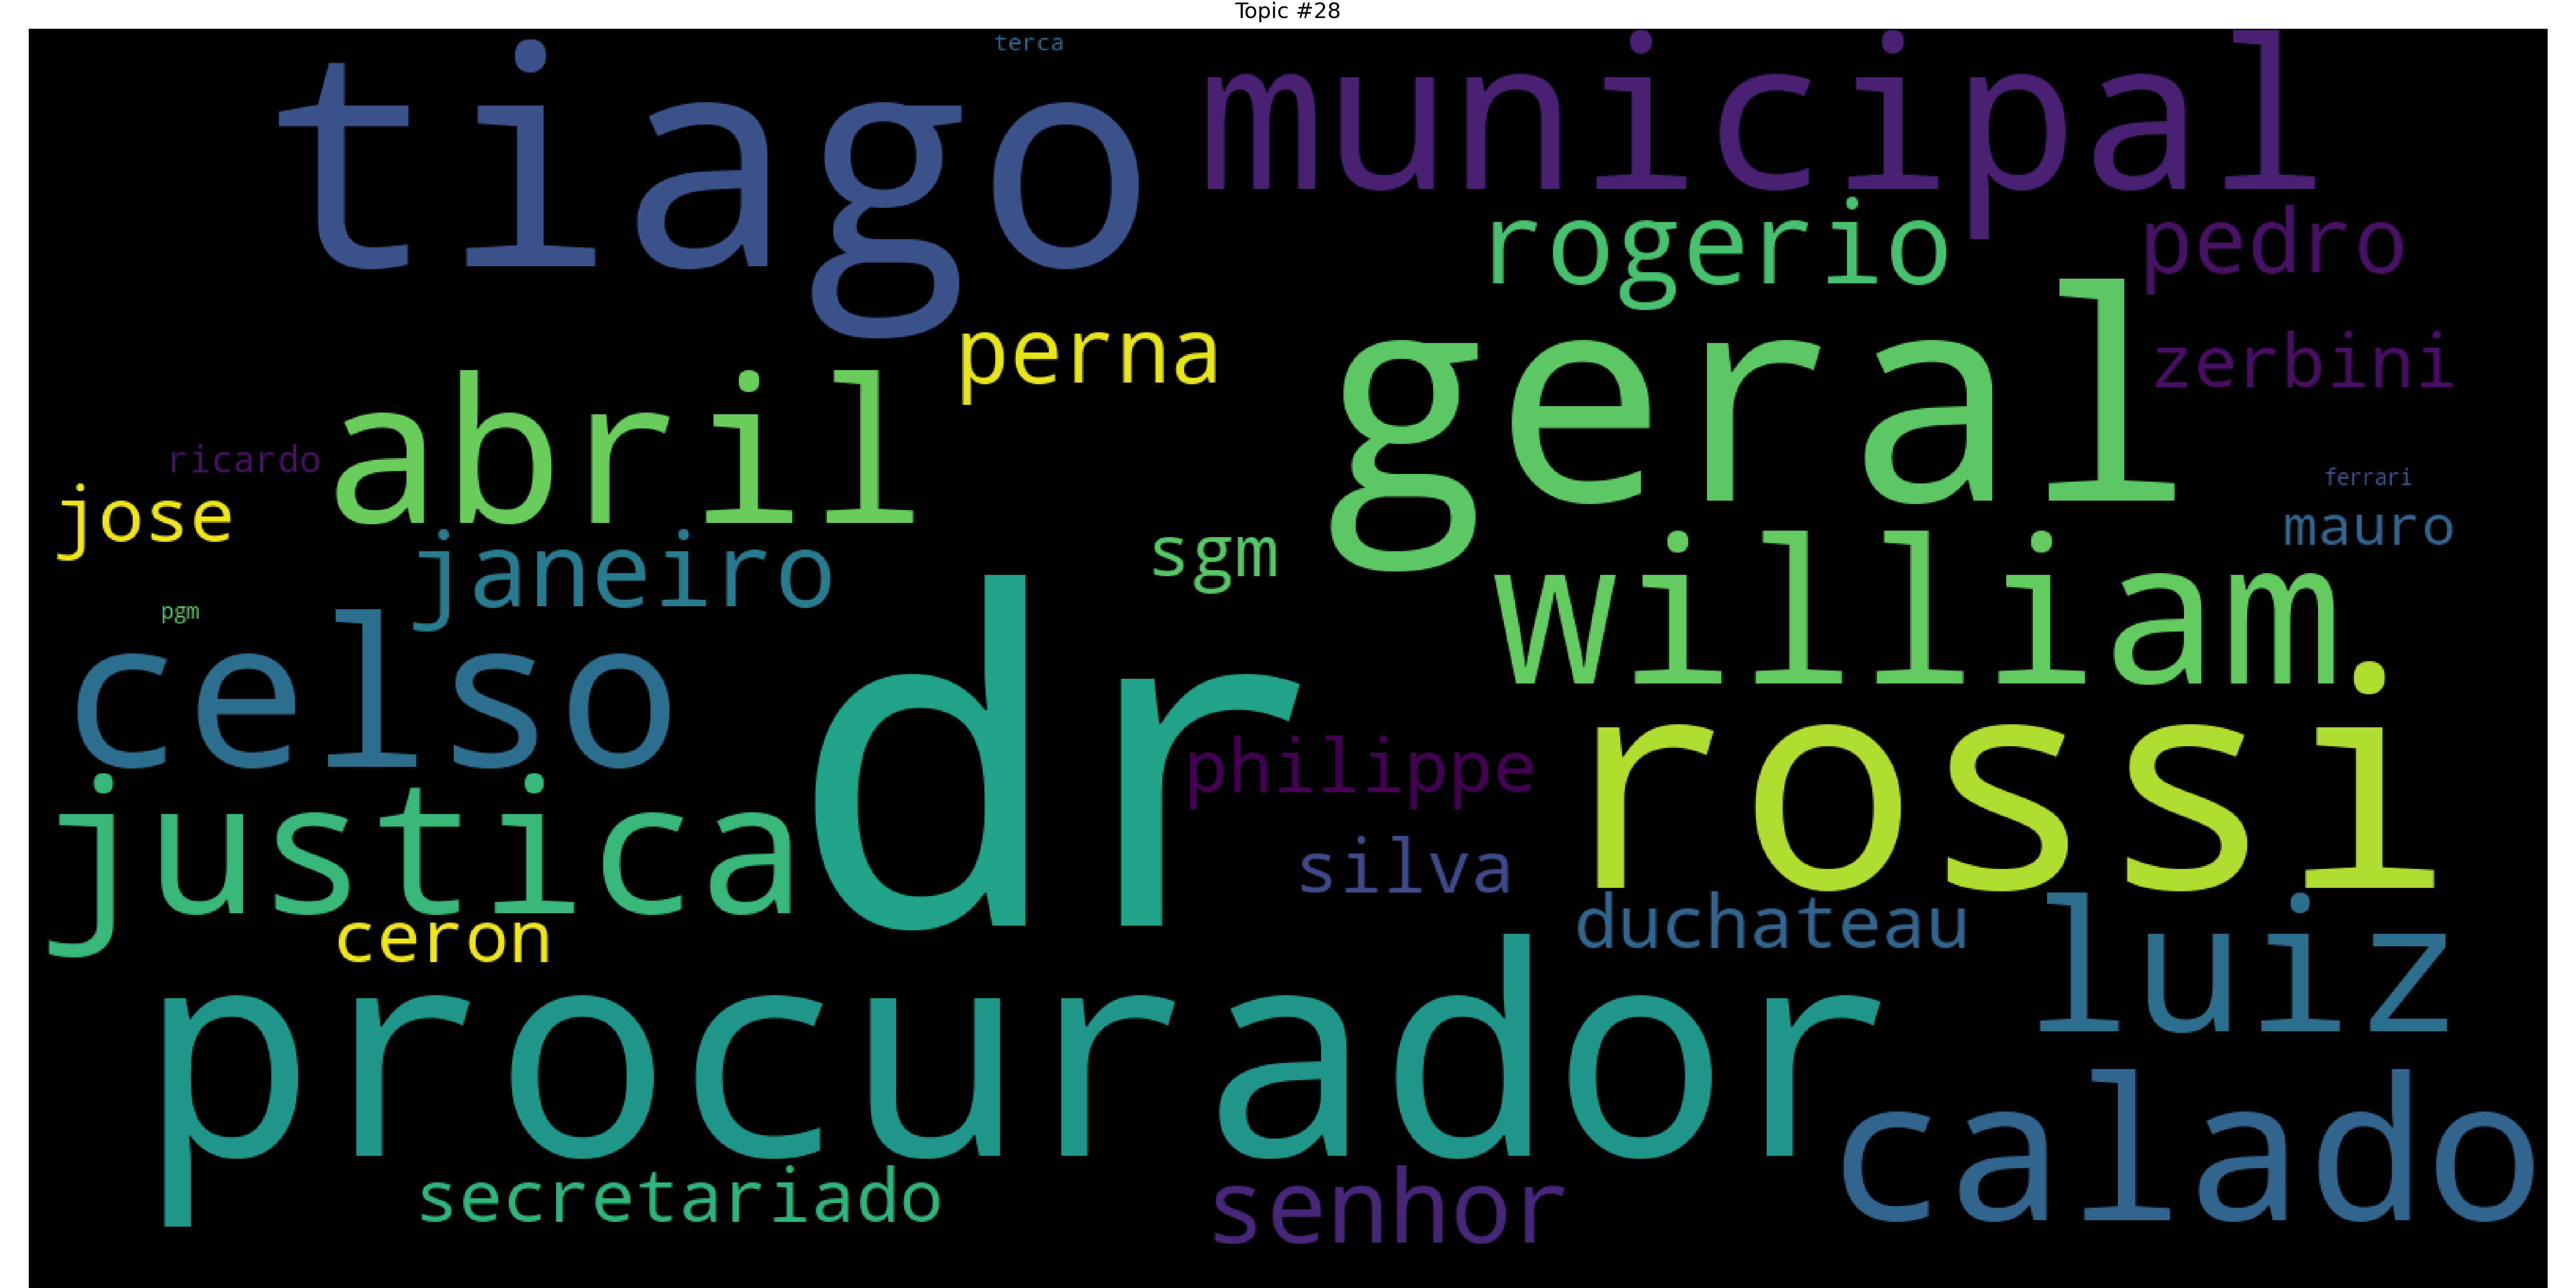 Topic #28
terca
tiago
municipal
rogerio
pedro
perna
geral
zerbini
abril
ricardo
jose
ferrari
mauro
janeiro
sgm
william
pgm
celso
dr
rossi
philippe
justica
silva
ceron
duchateau
luiz
procurador
calado
secretariado
senhor